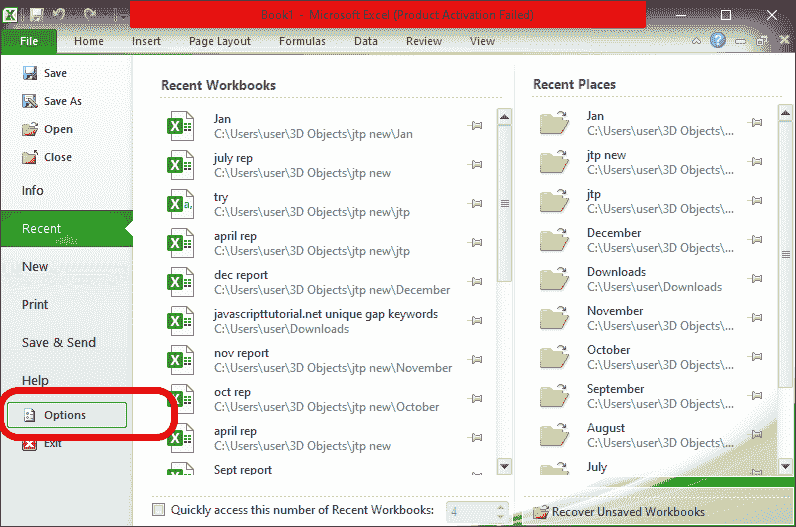 Book1 - Microsoft Excel (Product Activation Failed)
File Home Insert Page Layout Formulas Data Review View
Save
Save As
Open
Close
Info
Recent
New
Print
Save & Send
Help
Options
Exit
Recent Workbooks
Jan
C:\Users\user\3D Objects\jtp new\Jan
july rep
C:\Users\user\3D Objects\jtp new
try
C:\Users\user\3D Objects\jtp new\jtp
april rep
C:\Users\user\3D Objects\jtp new\jtp
dec report
C:\Users\user\3D Objects\jtp new\December
javascripttutorial.net unique gap keywords
C:\Users\user\Downloads
nov report
C:\Users\user\3D Objects\jtp new\November
oct rep
C:\Users\user\3D Objects\jtp new\October
april rep
C:\Users\user\3D Objects\jtp new
Sept report
Quickly access this number of Recent Workbooks: 4
Recent Places
Jan
C:\Users\user\3D Objects\...
jtp new
C:\Users\user\3D Objects\...
jtp
C:\Users\user\3D Objects\...
December
C:\Users\user\3D Objects\...
Downloads
C:\Users\user\Downloads
November
C:\Users\user\3D Objects\...
October
C:\Users\user\3D Objects\...
September
C:\Users\user\3D Objects\...
August
C:\Users\user\3D Objects\...
July
Recover Unsaved Workbooks